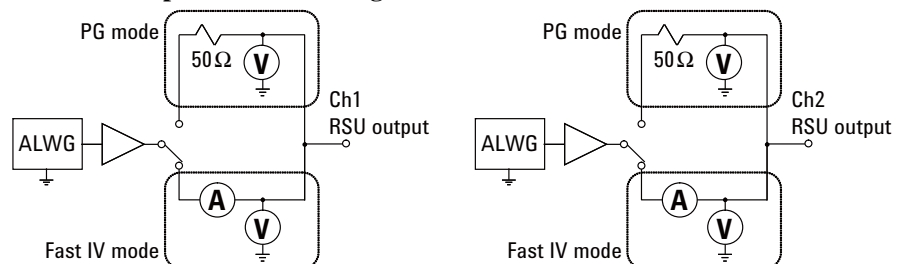 PG mode
50Ω
V
Ch1
RSU output
ALWG
A
V
Fast IV mode
PG mode
50Ω
V
Ch2
RSU output
ALWG
A
V
Fast IV mode